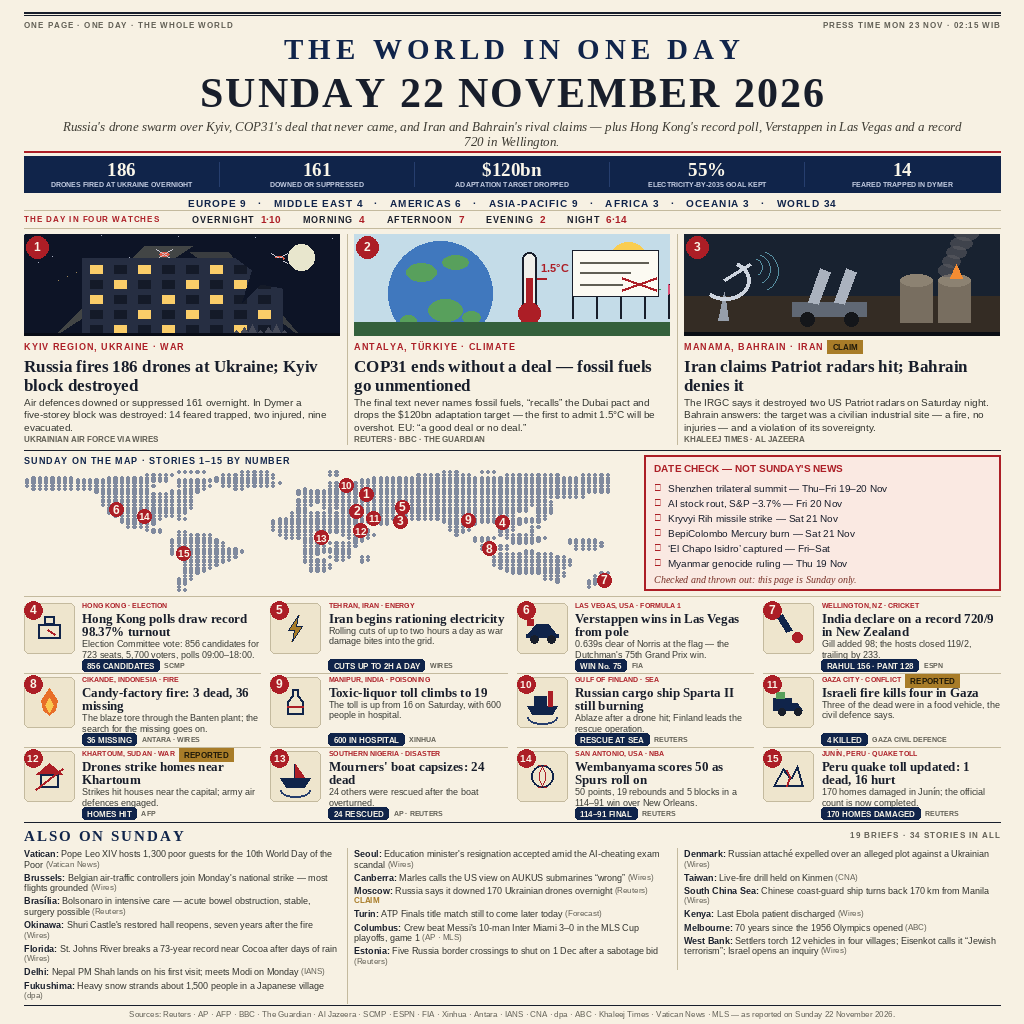 ONE PAGE · ONE DAY · THE WHOLE WORLD
PRESS TIME MON 23 NOV · 02:15 WIB
THE WORLD IN ONE DAY
SUNDAY 22 NOVEMBER 2026
Russia's drone swarm over Kyiv, COP31's deal that never came, and Iran and Bahrain's rival claims — plus Hong Kong's record poll, Verstappen in Las Vegas and a record
720 in Wellington.
186
DRONES FIRED AT UKRAINE OVERNIGHT
161
DOWNED OR SUPPRESSED
$120bn
ADAPTATION TARGET DROPPED
55%
ELECTRICITY-BY-2035 GOAL KEPT
14
FEARED TRAPPED IN DYMER
EUROPE 9 · MIDDLE EAST 4 · AMERICAS 6 · ASIA-PACIFIC 9 · AFRICA 3 · OCEANIA 3 · WORLD 34
THE DAY IN FOUR WATCHES OVERNIGHT 1·10 MORNING 4 AFTERNOON 7 EVENING 2 NIGHT 6·14
1
KYIV REGION, UKRAINE · WAR
Russia fires 186 drones at Ukraine; Kyiv
block destroyed
Air defences downed or suppressed 161 overnight. In Dymer a
five-storey block was destroyed: 14 feared trapped, two injured, nine
evacuated.
UKRAINIAN AIR FORCE VIA WIRES
2
1.5°C
ANTALYA, TÜRKIYE · CLIMATE
COP31 ends without a deal — fossil fuels
go unmentioned
The final text never names fossil fuels, "recalls" the Dubai pact and
drops the $120bn adaptation target — the first to admit 1.5°C will be
overshot. EU: "a good deal or no deal."
REUTERS · BBC · THE GUARDIAN
3
MANAMA, BAHRAIN · IRAN CLAIM
Iran claims Patriot radars hit; Bahrain
denies it
The IRGC says it destroyed two US Patriot radars on Saturday night.
Bahrain answers: the target was a civilian industrial site — a fire, no
injuries — and a violation of its sovereignty.
KHALEEJ TIMES · AL JAZEERA
SUNDAY ON THE MAP · STORIES 1–15 BY NUMBER
10
1
6
14
2
5
11
3
9
4
12
13
8
15
7
DATE CHECK — NOT SUNDAY'S NEWS
Shenzhen trilateral summit — Thu–Fri 19–20 Nov
AI stock rout, S&P −3.7% — Fri 20 Nov
Kryvyi Rih missile strike — Sat 21 Nov
BepiColombo Mercury burn — Sat 21 Nov
'El Chapo Isidro' captured — Fri–Sat
Myanmar genocide ruling — Thu 19 Nov
Checked and thrown out: this page is Sunday only.
4
HONG KONG · ELECTION
Hong Kong polls draw record
98.37% turnout
Election Committee vote: 856 candidates for
723 seats, 5,700 voters, polls 09:00–18:00.
856 CANDIDATES SCMP
5
TEHRAN, IRAN · ENERGY
Iran begins rationing electricity
Rolling cuts of up to two hours a day as war
damage bites into the grid.
CUTS UP TO 2H A DAY WIRES
6
LAS VEGAS, USA · FORMULA 1
Verstappen wins in Las Vegas
from pole
0.639s clear of Norris at the flag — the
Dutchman's 75th Grand Prix win.
WIN No. 75 FIA
7
WELLINGTON, NZ · CRICKET
India declare on a record 720/9
in New Zealand
Rahul and Pant hit tons; the hosts closed 119/2,
trailing by 233.
RAHUL 156 · PANT 128 ESPN
8
CIKANDE, INDONESIA · FIRE
Candy-factory fire: 3 dead, 36
missing
The blaze tore through the Banten plant; the
search for the missing goes on.
36 MISSING ANTARA · WIRES
9
MANIPUR, INDIA · POISONING
Toxic-liquor toll climbs to 19
The toll is up from 16 on Saturday, with 600
people in hospital.
600 IN HOSPITAL XINHUA
10
GULF OF FINLAND · SEA
Russian cargo ship Sparta II
still burning
Ablaze after a drone hit; Finland leads the
rescue operation.
RESCUE AT SEA REUTERS
11
GAZA CITY · CONFLICT REPORTED
Israeli fire kills four in Gaza
Three of the dead were in a food vehicle, the
civil defence says.
4 KILLED GAZA CIVIL DEFENCE
12
KHARTOUM, SUDAN · WAR REPORTED
Drones strike homes near
Khartoum
Strikes hit houses near the capital; army air
defences engaged.
HOMES HIT AFP
13
SOUTHERN NIGERIA · DISASTER
Mourners' boat capsizes: 24
dead
24 others were rescued after the boat
overturned.
24 RESCUED AP · REUTERS
14
SAN ANTONIO, USA · NBA
Wembanyama scores 50 as
Spurs roll on
50 points, 19 rebounds and 5 blocks in a
114–91 win over New Orleans.
114–91 FINAL REUTERS
15
JUNÍN, PERU · QUAKE TOLL
Peru quake toll updated: 1
dead, 16 hurt
170 homes damaged in Junín; the official
count is now completed.
170 HOMES DAMAGED REUTERS
ALSO ON SUNDAY
19 BRIEFS · 34 STORIES IN ALL
Vatican: Pope Leo XIV hosts 1,300 poor guests for the 10th World Day of the
Poor (Vatican News)
Brussels: Belgian air-traffic controllers join Monday's national strike — most
flights grounded (Wires)
Brasília: Bolsonaro in intensive care — acute bowel obstruction, stable,
surgery possible (Reuters)
Okinawa: Shuri Castle's restored hall reopens, seven years after the fire
(Wires)
Florida: St. Johns River breaks a 73-year record near Cocoa after days of rain
(Wires)
Delhi: Nepal PM Shah lands on his first visit; meets Modi on Monday (IANS)
Fukushima: Heavy snow strands about 1,500 people in a Japanese village
(dpa)
Seoul: Education minister's resignation accepted amid the AI-cheating exam
scandal (Wires)
Canberra: Marles calls the US view on AUKUS submarines "wrong" (Wires)
Moscow: Russia says it downed 170 Ukrainian drones overnight (Reuters)
CLAIM
Turin: ATP Finals title match still to come later today (Forecast)
Columbus: Crew beat Messi's 10-man Inter Miami 3–0 in the MLS Cup
playoffs, game 1 (AP · MLS)
Estonia: Five Russia border crossings to shut on 1 Dec after a sabotage bid
(Reuters)
Denmark: Russian attaché expelled over an alleged plot against a Ukrainian
(Wires)
Taiwan: Live-fire drill held on Kinmen (CNA)
South China Sea: Chinese coast-guard ship turns back 170 km from Manila
(Wires)
Kenya: Last Ebola patient discharged (Wires)
Melbourne: 70 years since the 1956 Olympics opened (ABC)
West Bank: Settlers torch 12 vehicles in four villages; Eisenkot calls it "Jewish
terrorism"; Israel opens an inquiry (Wires)
Sources: Reuters · AP · AFP · BBC · The Guardian · Al Jazeera · SCMP · ESPN · FIA · Xinhua · Antara · IANS · CNA · dpa · ABC · Khaleej Times · Vatican News · MLS — as reported on Sunday 22 November 2026.